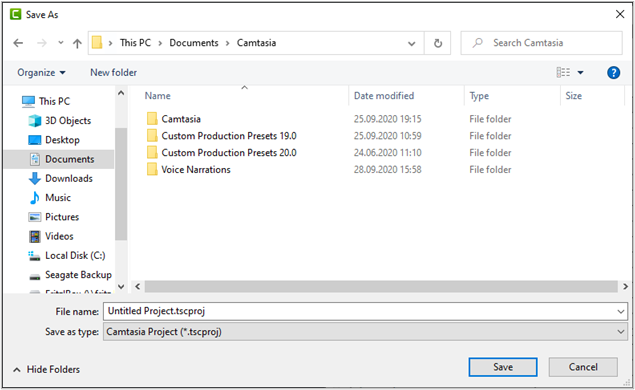 Save As
This PC > Documents > Camtasia
Search Camtasia
Organize
New folder
Name Date modified Type Size
This PC
3D Objects
Desktop
Documents
Downloads
Music
Pictures
Videos
Local Disk (C:)
Seagate Backup
Camtasia 25.09.2020 19:15 File folder
Custom Production Presets 19.0 25.09.2020 10:59 File folder
Custom Production Presets 20.0 24.06.2020 11:10 File folder
Voice Narrations 28.09.2020 15:58 File folder
File name: Untitled Project.tscproj
Save as type: Camtasia Project (*.tscproj)
Hide Folders
Save
Cancel